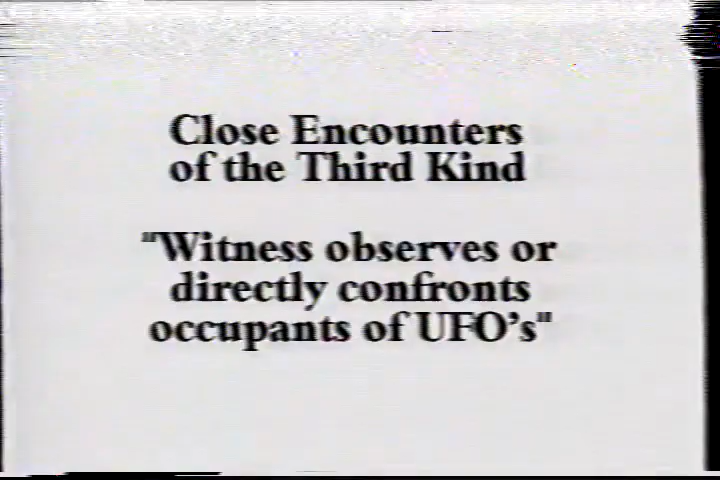 Close Encounters
of the Third Kind
"Witness observes or
directly confronts
occupants of UFO's"